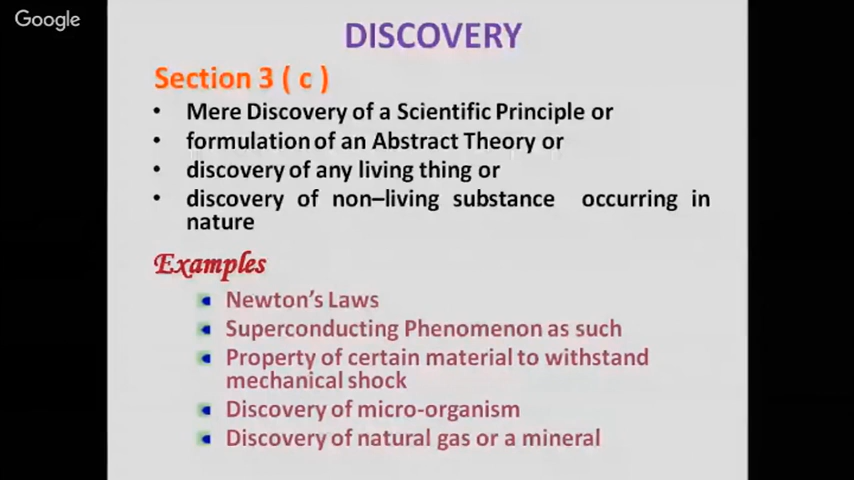 Google
DISCOVERY
Section 3 ( c )
• Mere Discovery of a Scientific Principle or
• formulation of an Abstract Theory or
• discovery of any living thing or
• discovery of non–living substance occurring in
nature
Examples
Newton's Laws
Superconducting Phenomenon as such
Property of certain material to withstand
mechanical shock
Discovery of micro-organism
Discovery of natural gas or a mineral